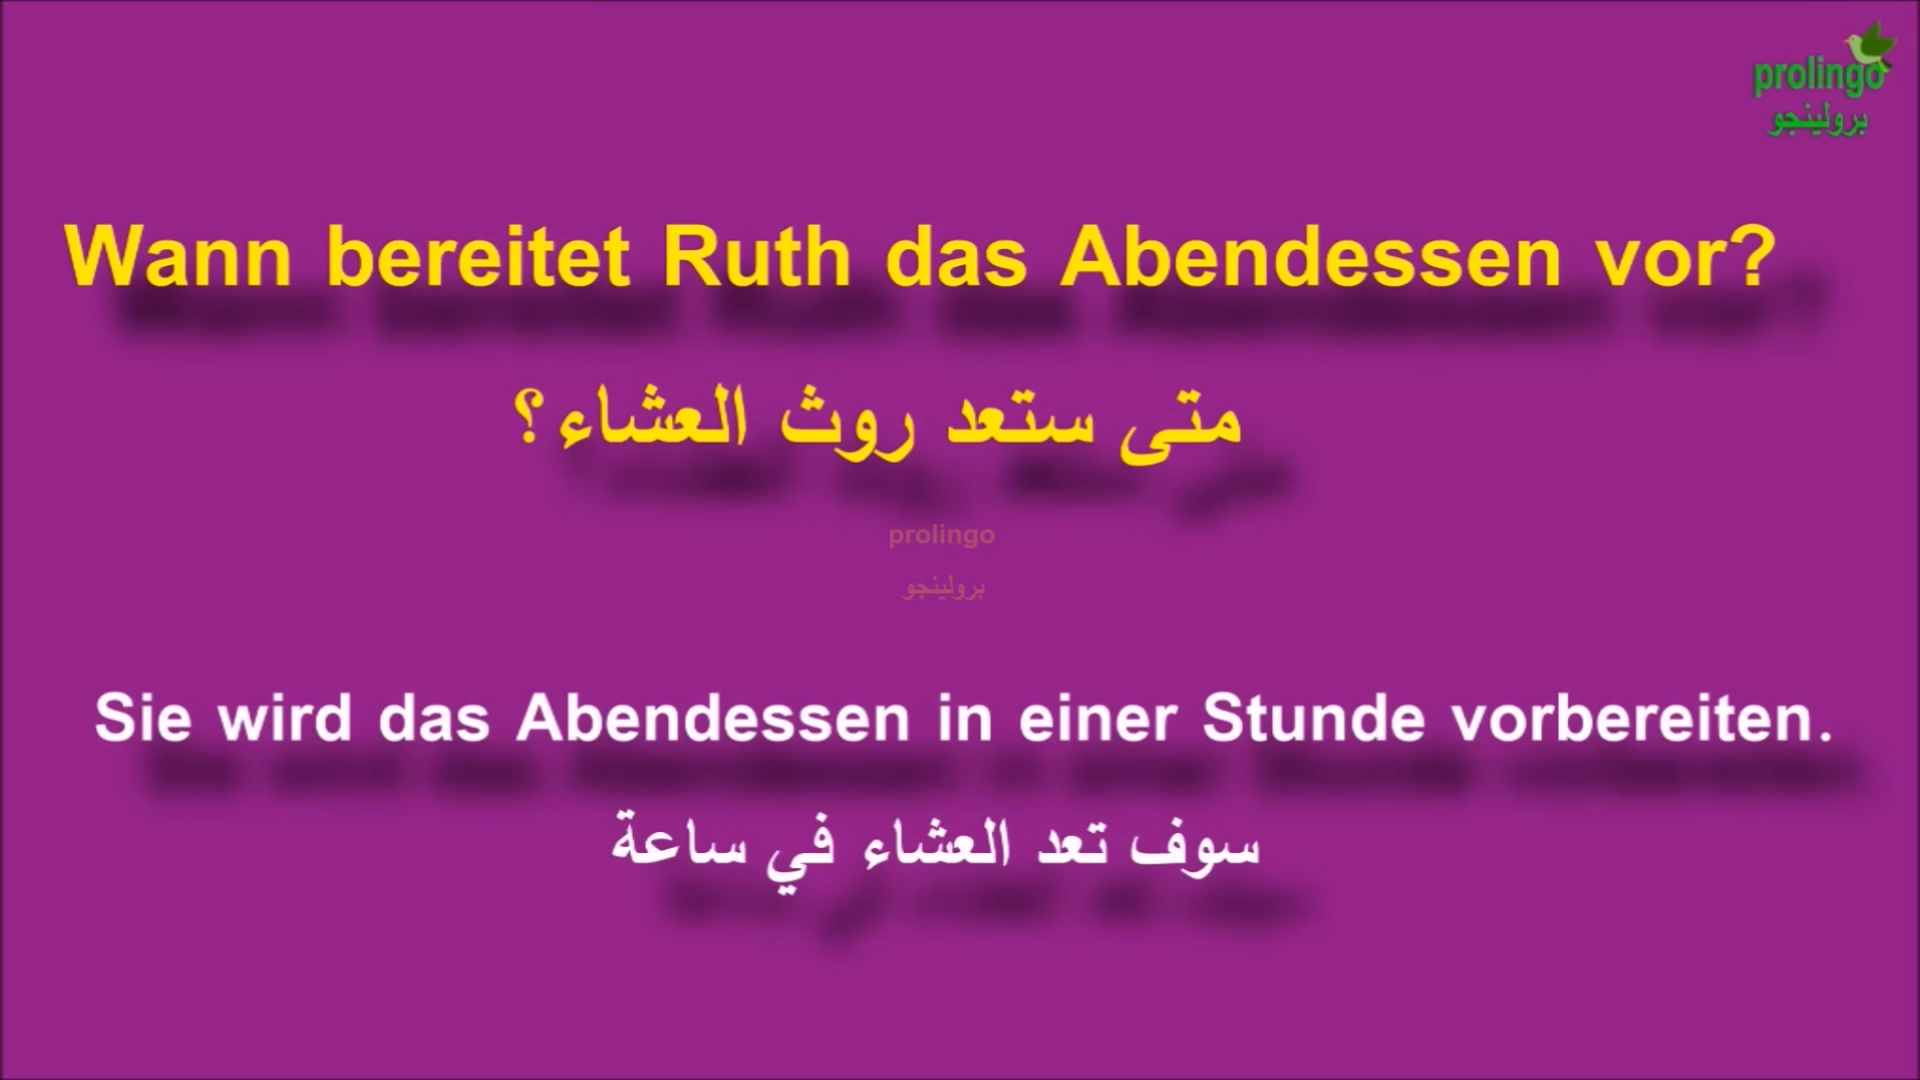 prolingo
برولينجو
Wann bereitet Ruth das Abendessen vor?
متى ستعد روث العشاء؟
prolingo
برولينجو
Sie wird das Abendessen in einer Stunde vorbereiten.
سوف تعد العشاء في ساعة